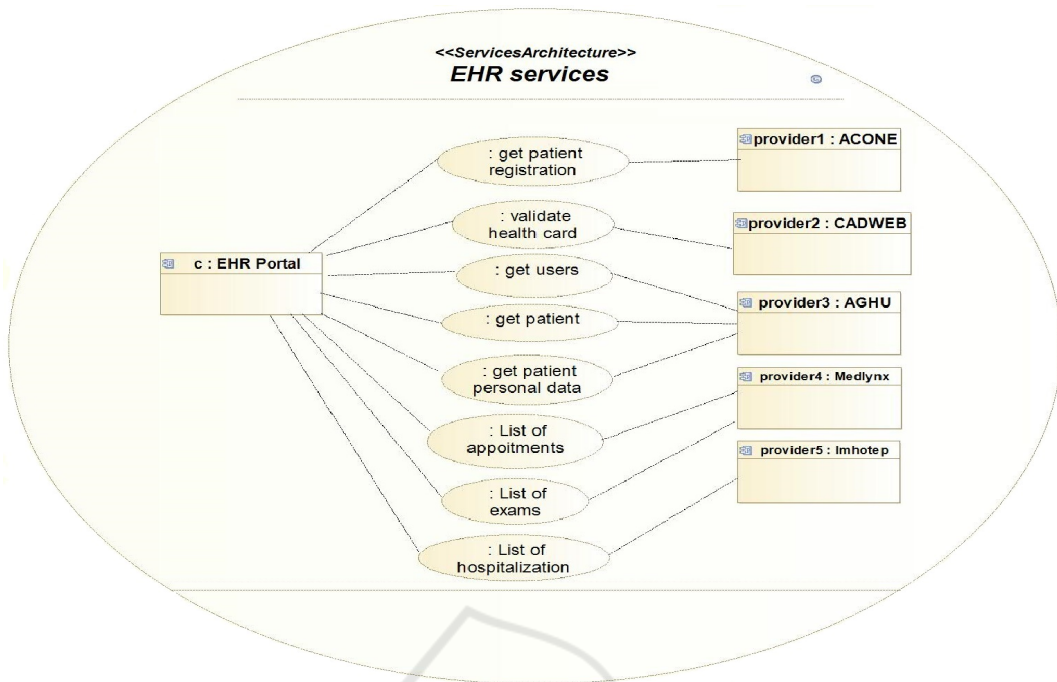 <<ServicesArchitecture>>
EHR services
: get patient
registration
provider1 : ACONE
: validate
health card
provider2 : CADWEB
c : EHR Portal
: get users
: get patient
provider3 : AGHU
: get patient
personal data
provider4 : Medlynx
: List of
appoitments
provider5 : Imhotep
: List of
exams
: List of
hospitalization